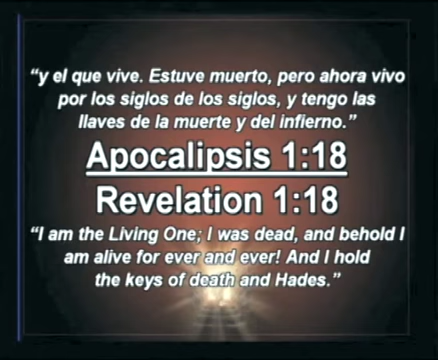 “y el que vive. Estuve muerto, pero ahora vivo
por los siglos de los siglos, y tengo las
llaves de la muerte y del infierno.”
Apocalipsis 1:18
Revelation 1:18
“I am the Living One; I was dead, and behold I
am alive for ever and ever! And I hold
the keys of death and Hades.”